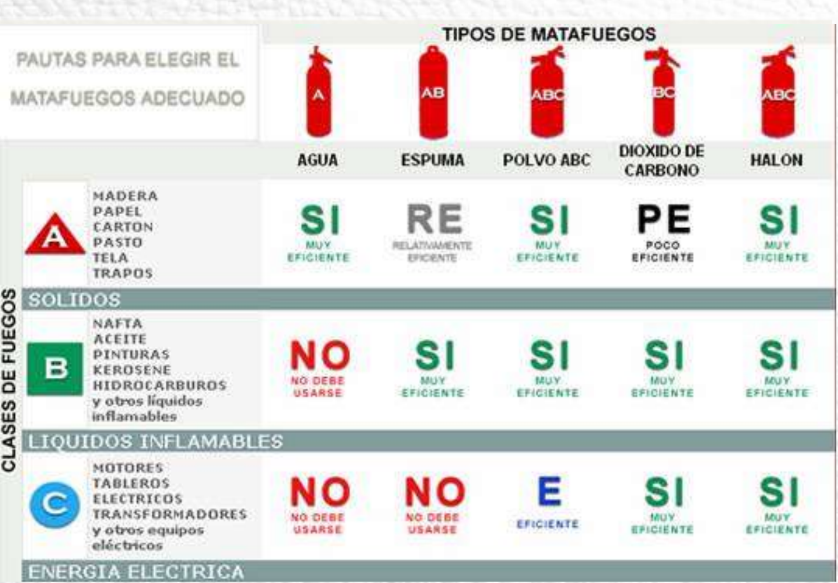 TIPOS DE MATAFUEGOS
PAUTAS PARA ELEGIR EL
MATAFUEGOS ADECUADO
A
AB
ABC
BC
ABC
AGUA
ESPUMA
POLVO ABC
DIOXIDO DE
CARBONO
HALON
CLASES DE FUEGOS
A
MADERA
PAPEL
CARTON
PASTO
TELA
TRAPOS
SI
MUY
EFICIENTE
RE
RELATIVAMENTE
EFICIENTE
SI
MUY
EFICIENTE
PE
POCO
EFICIENTE
SI
MUY
EFICIENTE
SOLIDOS
B
NAFTA
ACEITE
PINTURAS
KEROSENE
HIDROCARBUROS
y otros líquidos
inflamables
NO
NO DEBE
USARSE
SI
MUY
EFICIENTE
SI
MUY
EFICIENTE
SI
MUY
EFICIENTE
SI
MUY
EFICIENTE
LIQUIDOS INFLAMABLES
C
MOTORES
TABLEROS
ELECTRICOS
TRANSFORMADORES
y otros equipos
eléctricos
NO
NO DEBE
USARSE
NO
NO DEBE
USARSE
E
EFICIENTE
SI
MUY
EFICIENTE
SI
MUY
EFICIENTE
ENERGIA ELECTRICA